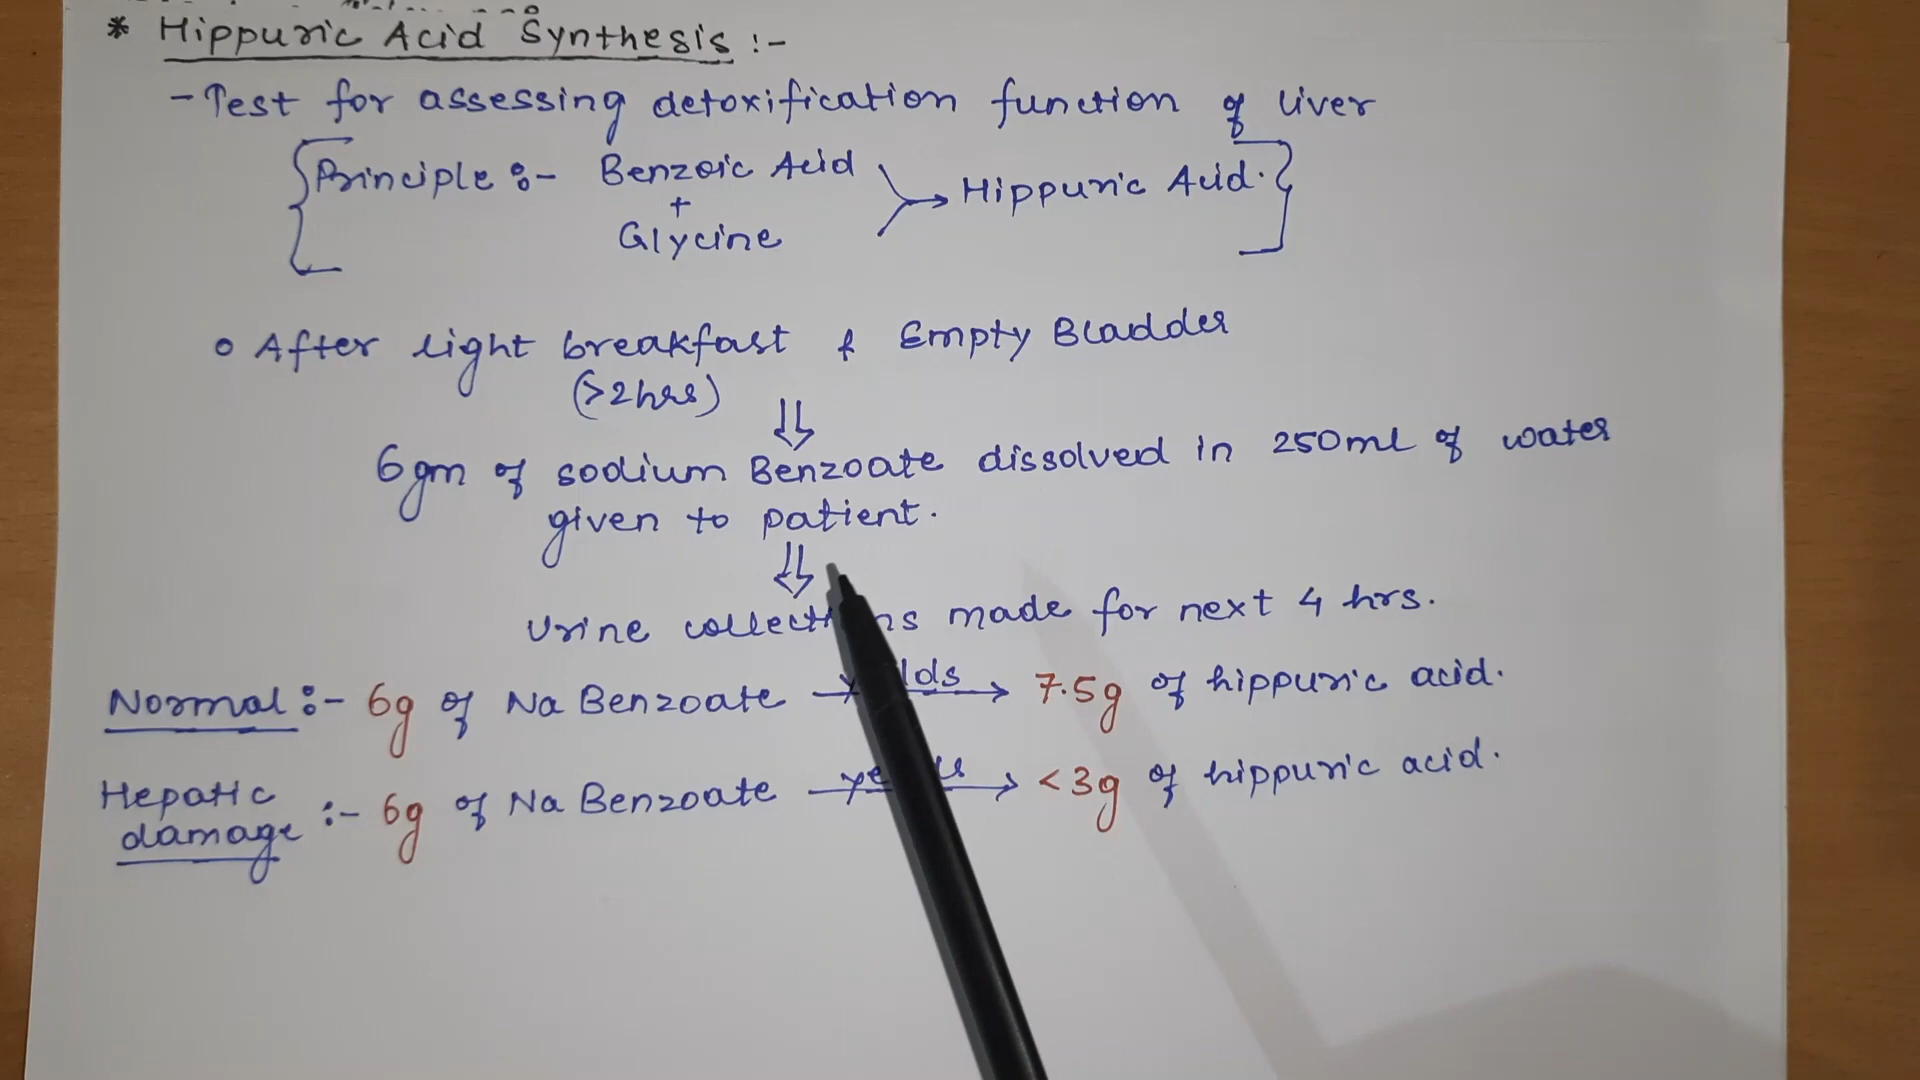 * Hippuric Acid Synthesis :-
- Test for assessing detoxification function of liver
Principle :- Benzoic Acid + Glycine → Hippuric Acid.
o After light breakfast & Empty Bladder
(>2hrs)
⇓
6gm of sodium Benzoate dissolved in 250ml of water
given to patient.
⇓
Urine made for next 4 hrs.
Normal :- 6g of Na Benzoate → 7.5g of hippuric acid.
Hepatic damage :- 6g of Na Benzoate → <3g of hippuric acid.